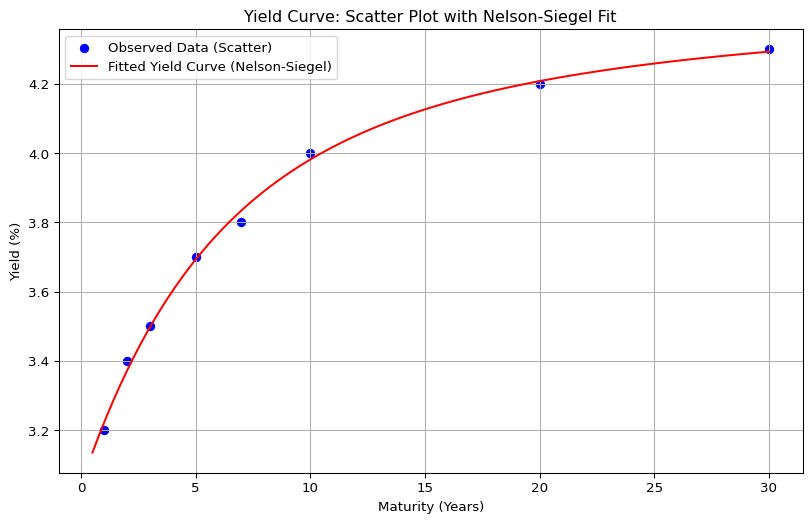 Yield Curve: Scatter Plot with Nelson-Siegel Fit
Observed Data (Scatter)
Fitted Yield Curve (Nelson-Siegel)
4.2
4.0
3.8
3.6
3.4
3.2
Yield (%)
0 5 10 15 20 25 30
Maturity (Years)